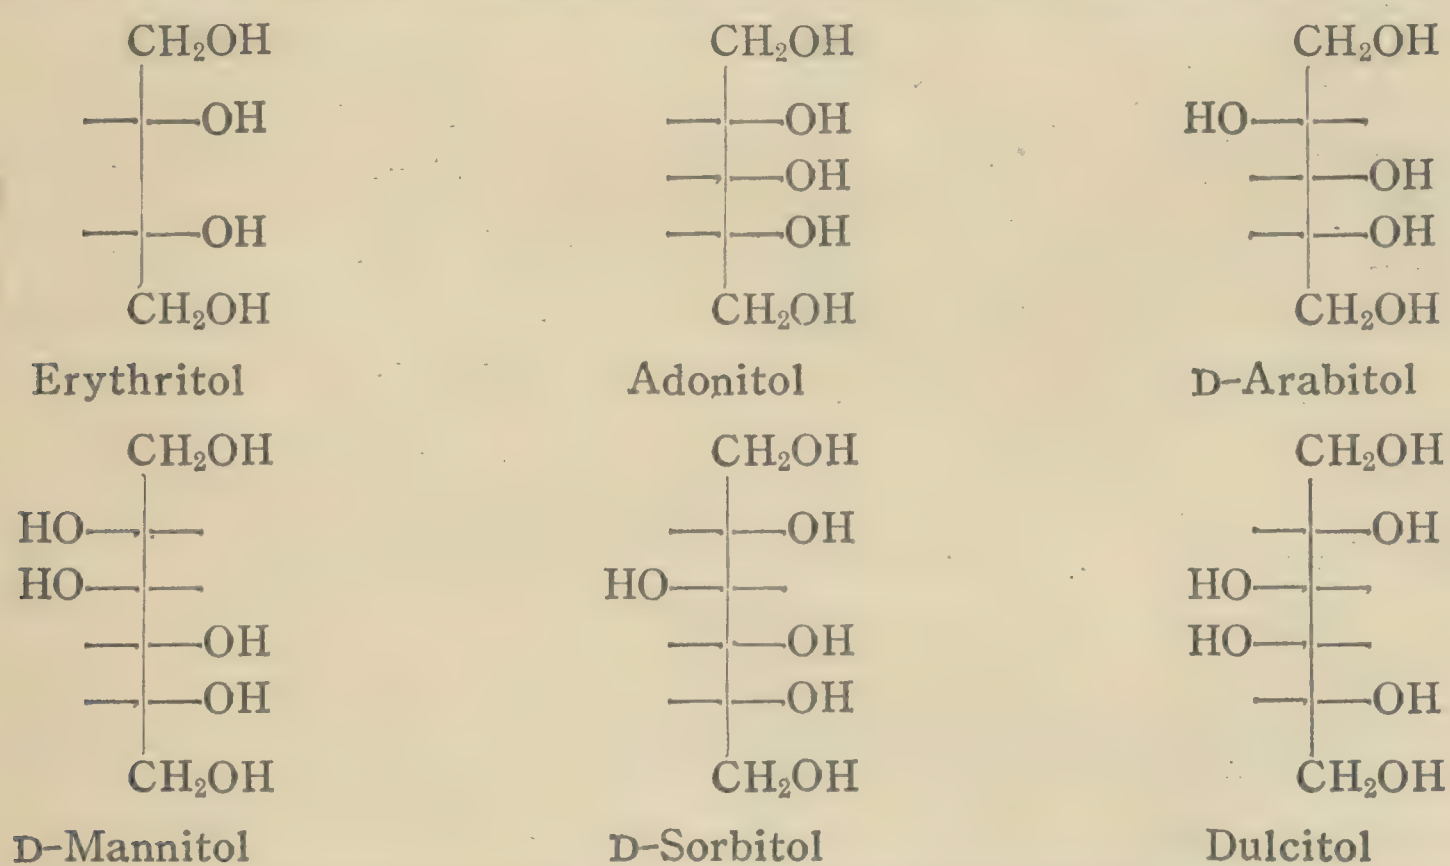 CH₂OH CH₂OH CH₂OH
OH OH HO
OH OH
OH OH OH
CH₂OH CH₂OH CH₂OH
Erythritol Adonitol D-Arabitol
CH₂OH CH₂OH CH₂OH
HO OH OH
HO HO HO
OH OH HO
OH OH OH
CH₂OH CH₂OH CH₂OH
D-Mannitol D-Sorbitol Dulcitol